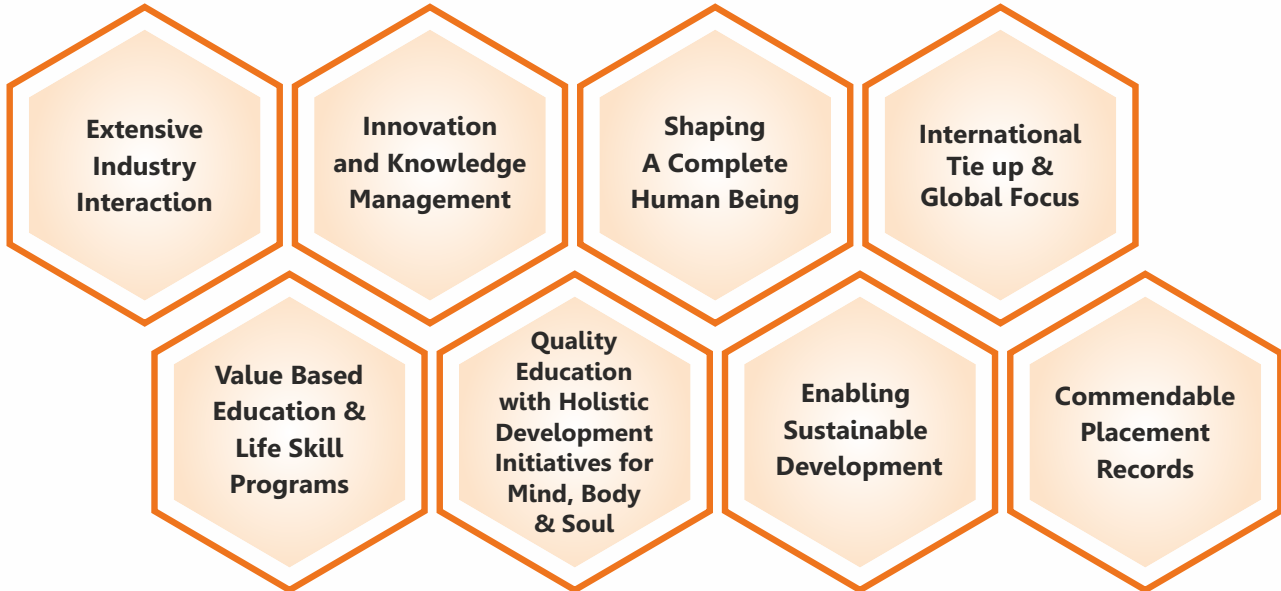 Extensive
Industry
Interaction
Innovation
and Knowledge
Management
Shaping
A Complete
Human Being
International
Tie up &
Global Focus
Value Based
Education &
Life Skill
Programs
Quality
Education
with Holistic
Development
Initiatives for
Mind, Body
& Soul
Enabling
Sustainable
Development
Commendable
Placement
Records